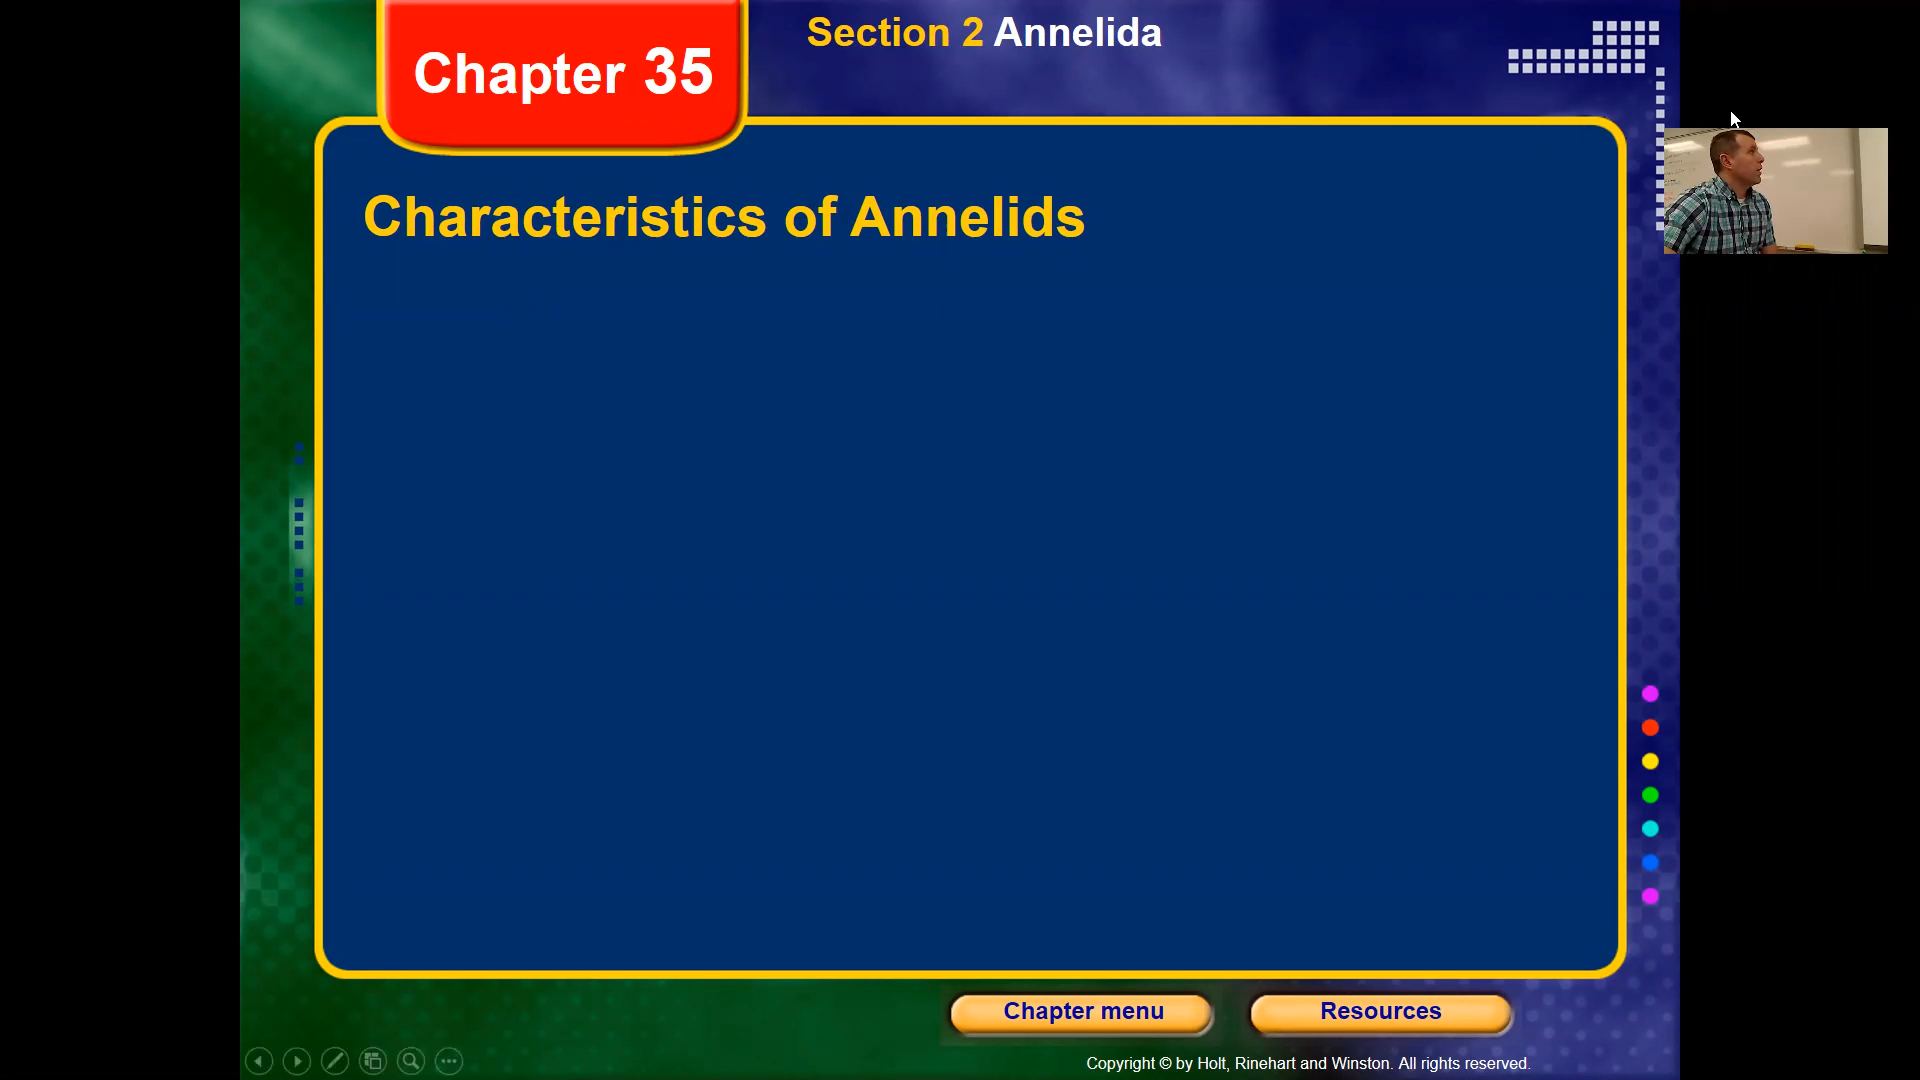 Section 2 Annelida
Chapter 35
Characteristics of Annelids
Chapter menu
Resources
Copyright © by Holt, Rinehart and Winston. All rights reserved.